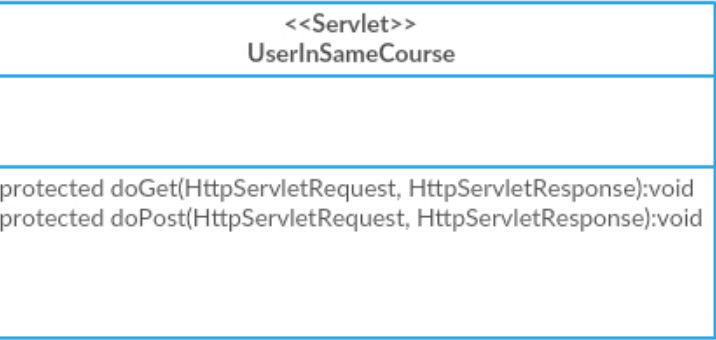 <<Servlet>>
UserInSameCourse
protected doGet(HttpServletRequest, HttpServletResponse):void
protected doPost(HttpServletRequest, HttpServletResponse):void